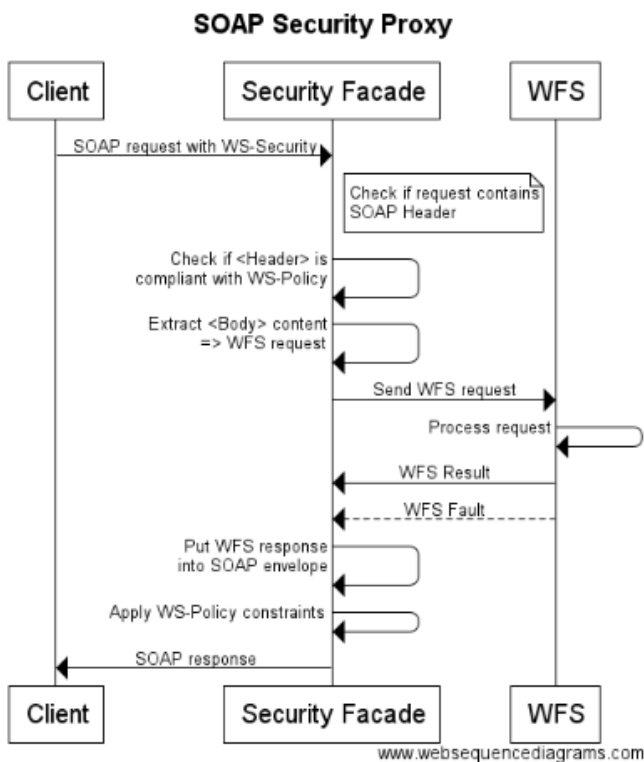 SOAP Security Proxy
Client
Security Facade
WFS
SOAP request with WS-Security
Check if request contains
SOAP Header
Check if <Header> is
compliant with WS-Policy
Extract <Body> content
=> WFS request
Send WFS request
Process request
WFS Result
WFS Fault
Put WFS response
into SOAP envelope
Apply WS-Policy constraints
SOAP response
Client
Security Facade
WFS
www.websequencediagrams.com